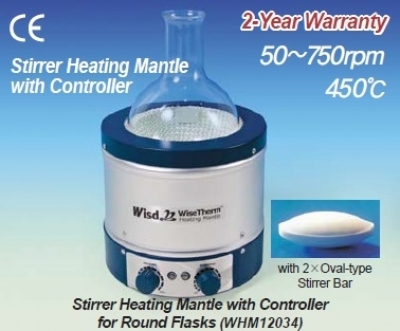 CE
2-Year Warranty
50~750rpm
450℃
Stirrer Heating Mantle
with Controller
Wisd. WiseTherm®
Heating Mantle
with 2×Oval-type
Stirrer Bar
Stirrer Heating Mantle with Controller
for Round Flasks (WHM12034)